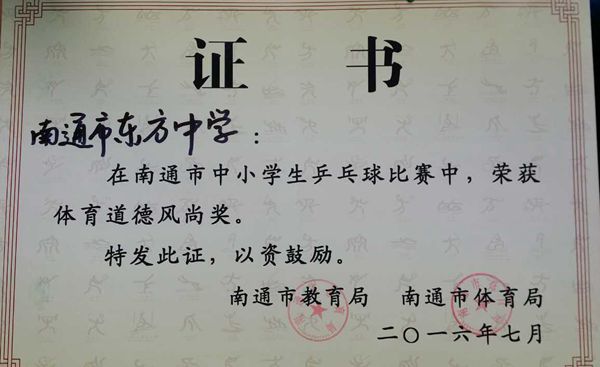 证书
南通市东方中学：
在南通市中小学生乒乓球比赛中，荣获
体育道德风尚奖。
特发此证，以资鼓励。
南通市教育局 南通市体育局
二〇一六年七月